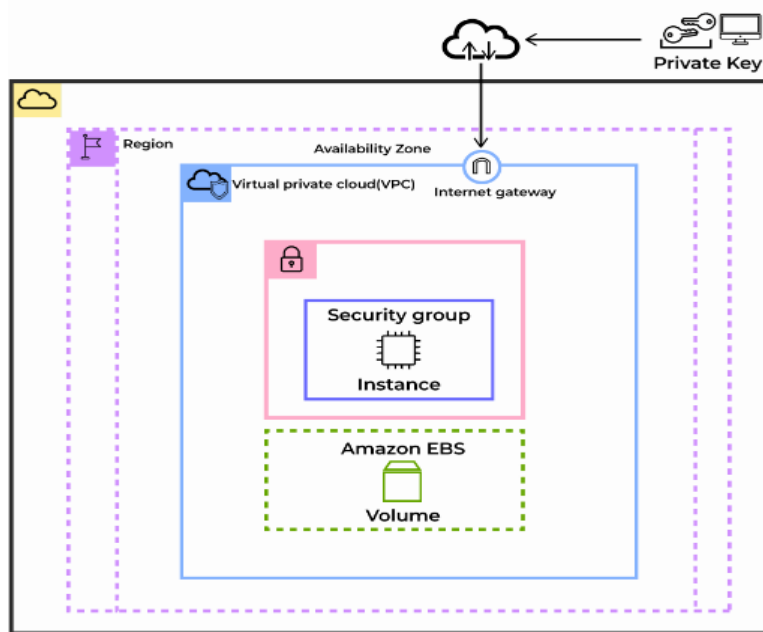 Private Key
Region
Availability Zone
Virtual private cloud(VPC)
Internet gateway
Security group
Instance
Amazon EBS
Volume